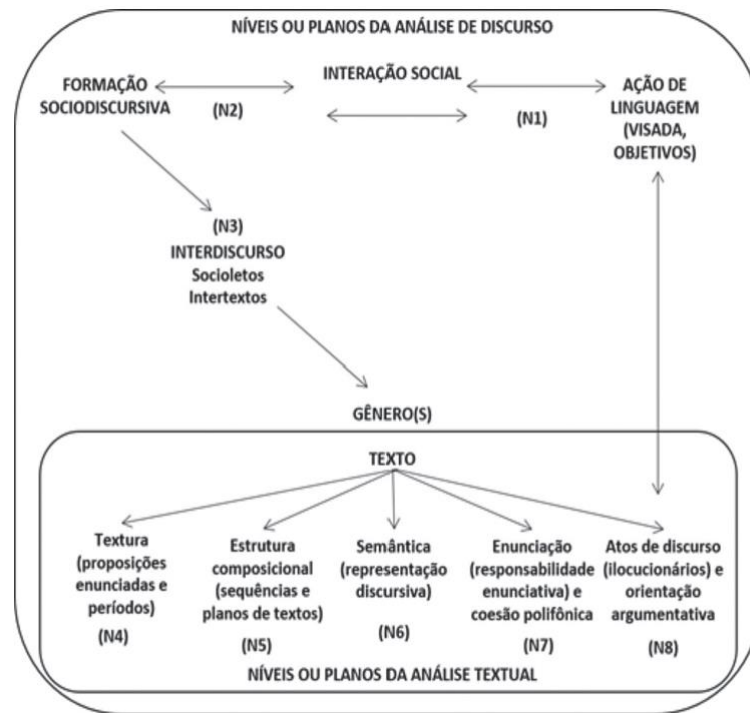 NÍVEIS OU PLANOS DA ANÁLISE DE DISCURSO
FORMAÇÃO
SOCIODISCURSIVA
(N2)
INTERAÇÃO SOCIAL
(N1)
AÇÃO DE
LINGUAGEM
(VISADA,
OBJETIVOS)
(N3)
INTERDISCURSO
Socioletos
Intertextos
GÊNERO(S)
TEXTO
Textura
(proposições
enunciadas e
períodos)
(N4)
Estrutura
composicional
(sequências e
planos de textos)
(N5)
Semântica
(representação
discursiva)
(N6)
Enunciação
(responsabilidade
enunciativa) e
coesão polifônica
(N7)
Atos de discurso
(ilocucionários) e
orientação
argumentativa
(N8)
NÍVEIS OU PLANOS DA ANÁLISE TEXTUAL